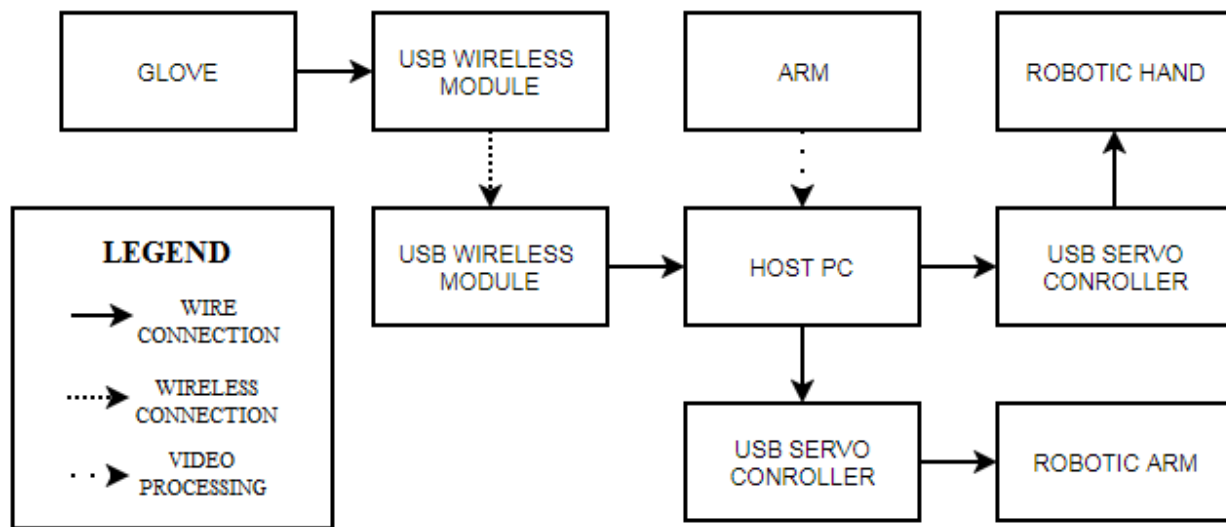 GLOVE
USB WIRELESS
MODULE
ARM
ROBOTIC HAND
USB WIRELESS
MODULE
HOST PC
USB SERVO
CONROLLER
LEGEND
WIRE
CONNECTION
WIRELESS
CONNECTION
VIDEO
PROCESSING
USB SERVO
CONROLLER
ROBOTIC ARM